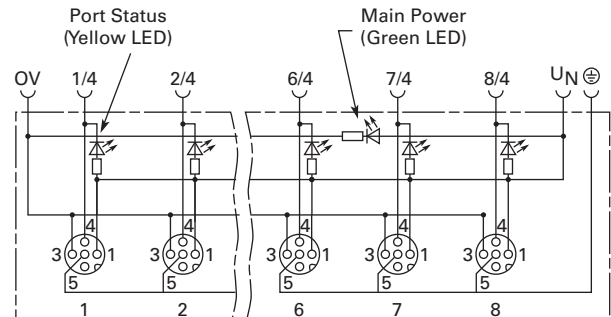 Port Status
(Yellow LED)
Main Power
(Green LED)
OV 1/4 2/4 6/4 7/4 8/4 UN
4 4 4 4 4
3 1 3 1 3 1 3 1 3 1
5 5 5 5 5
1 2 6 7 8